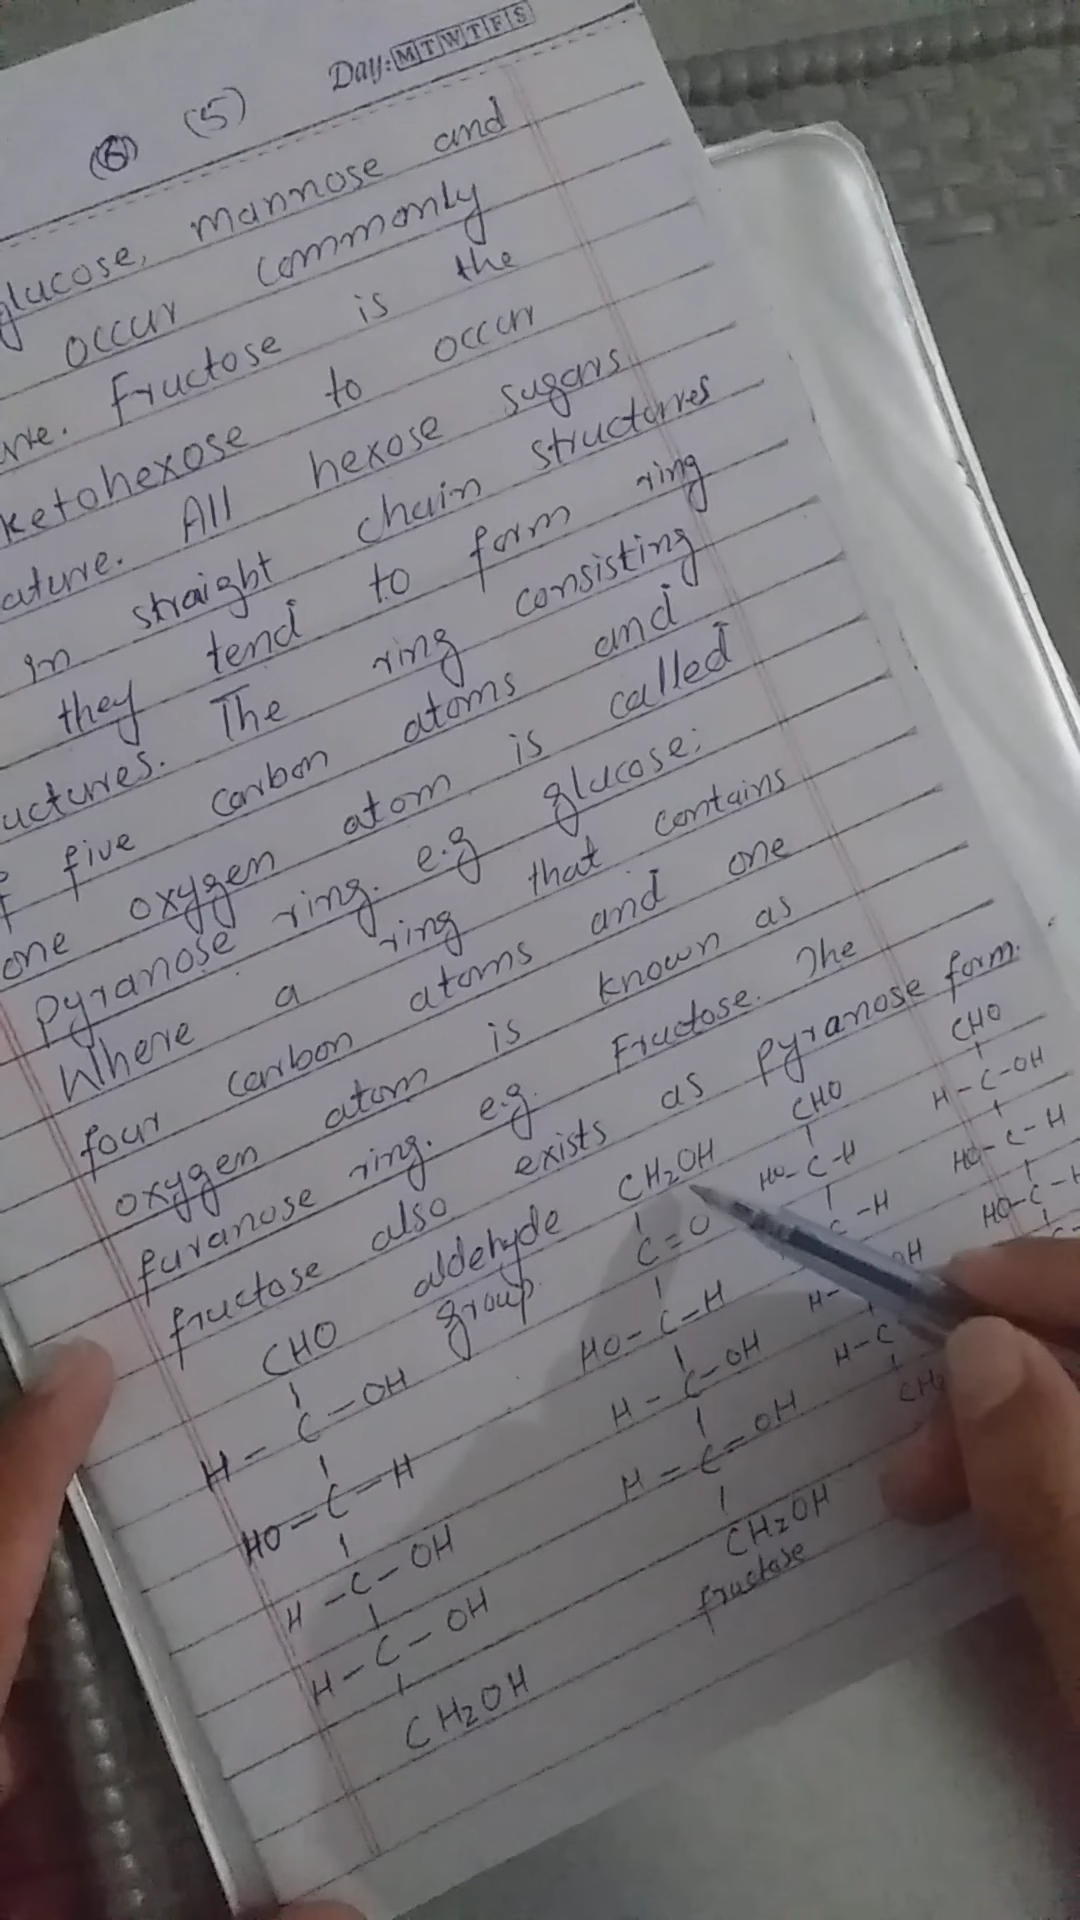 Day: M T W T F S
(6) (5)
glucose, mannose and
occur commonly
Fructose is the
ketohexose to occur
ature. All hexose sugars
in straight chain structures
they tend to form ring
uctures. The ring consisting
five carbon atoms and
one oxygen atom is called
pyranose ring. e.g glucose;
Where a ring that contains
four carbon atoms and one
oxygen atom is known as
furanose ring. e.g. Fructose. The
fructose also exists as pyranose form.
aldehyde group
CHO
H - C - OH
HO - C - H
H - C - OH
H - C - OH
CH2OH
CH2OH
C = O
HO - C - H
H - C - OH
H = C = OH
CH2OH
fructose
CHO
HO - C - H
C - H
H -
OH
H - C
CH2
CHO
H - C - OH
HO - C - H
HO - C - H
C -